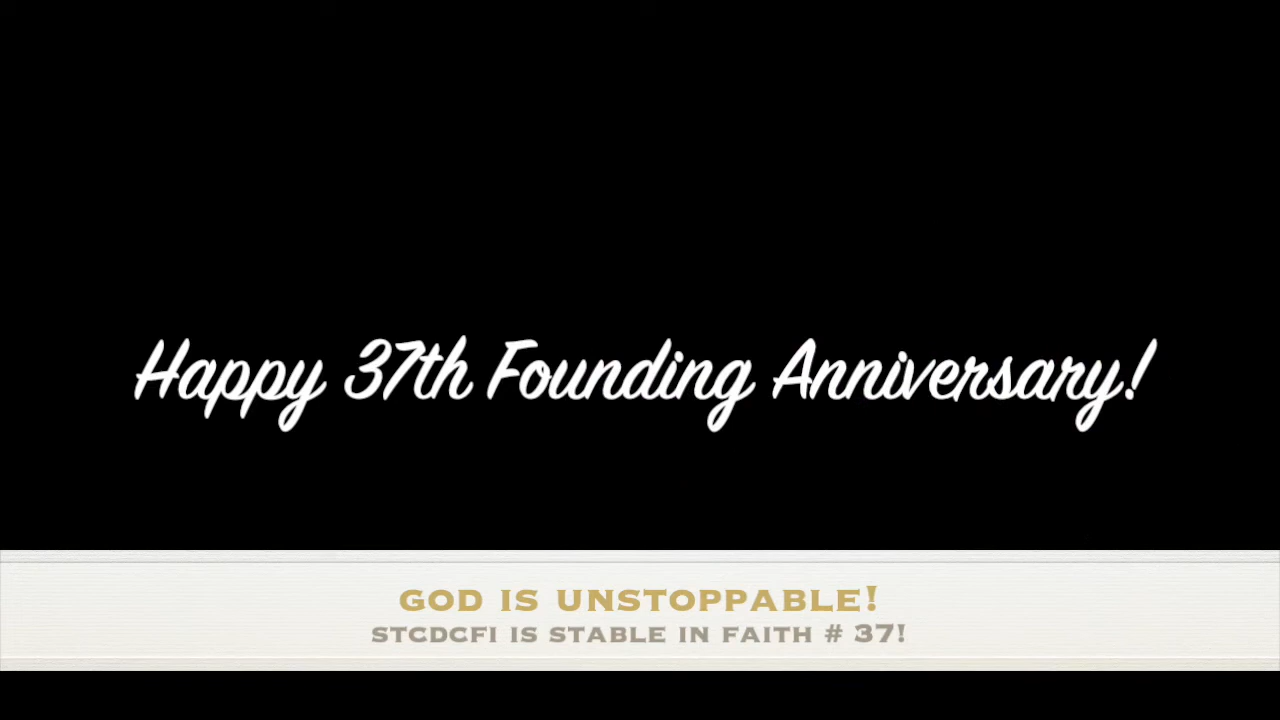 Happy 37th Founding Anniversary!
GOD IS UNSTOPPABLE!
STCDCFI IS STABLE IN FAITH # 37!